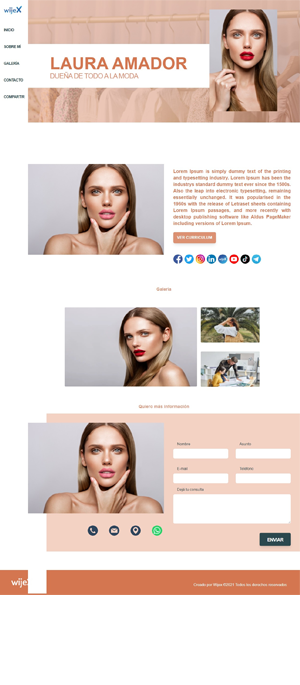 wijeX
INICIO
SOBRE MI
GALERÍA
CONTACTO
COMPARTIR
LAURA AMADOR
DUEÑA DE TODO A LA MODA
Lorem Ipsum is simply dummy text of the printing
and typesetting industry. Lorem Ipsum has been the
industrys standard dummy text ever since the 1500s.
Also the leap into electronic typesetting, remaining
essentially unchanged. It was popularised in the
1960s with the release of Letraset sheets containing
Lorem Ipsum passages, and more recently with
desktop publishing software like Aldus PageMaker
including versions of Lorem Ipsum.
VER CURRICULUM
Galería
Quiero más información
Nombre
Asunto
E-mail
Teléfono
Deja tu consulta
ENVIAR
wije
Creado por Wijex ©2021 Todos los derechos reservados